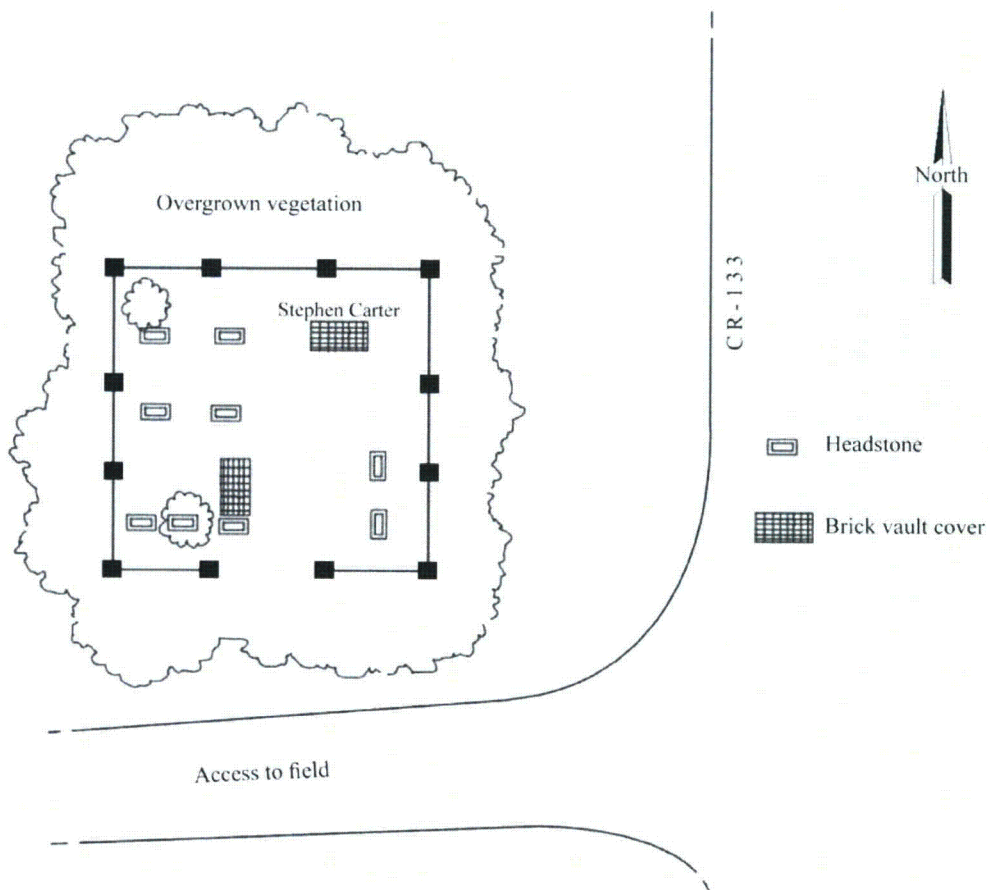 Overgrown vegetation
Stephen Carter
North
CR-133
Headstone
Brick vault cover
Access to field